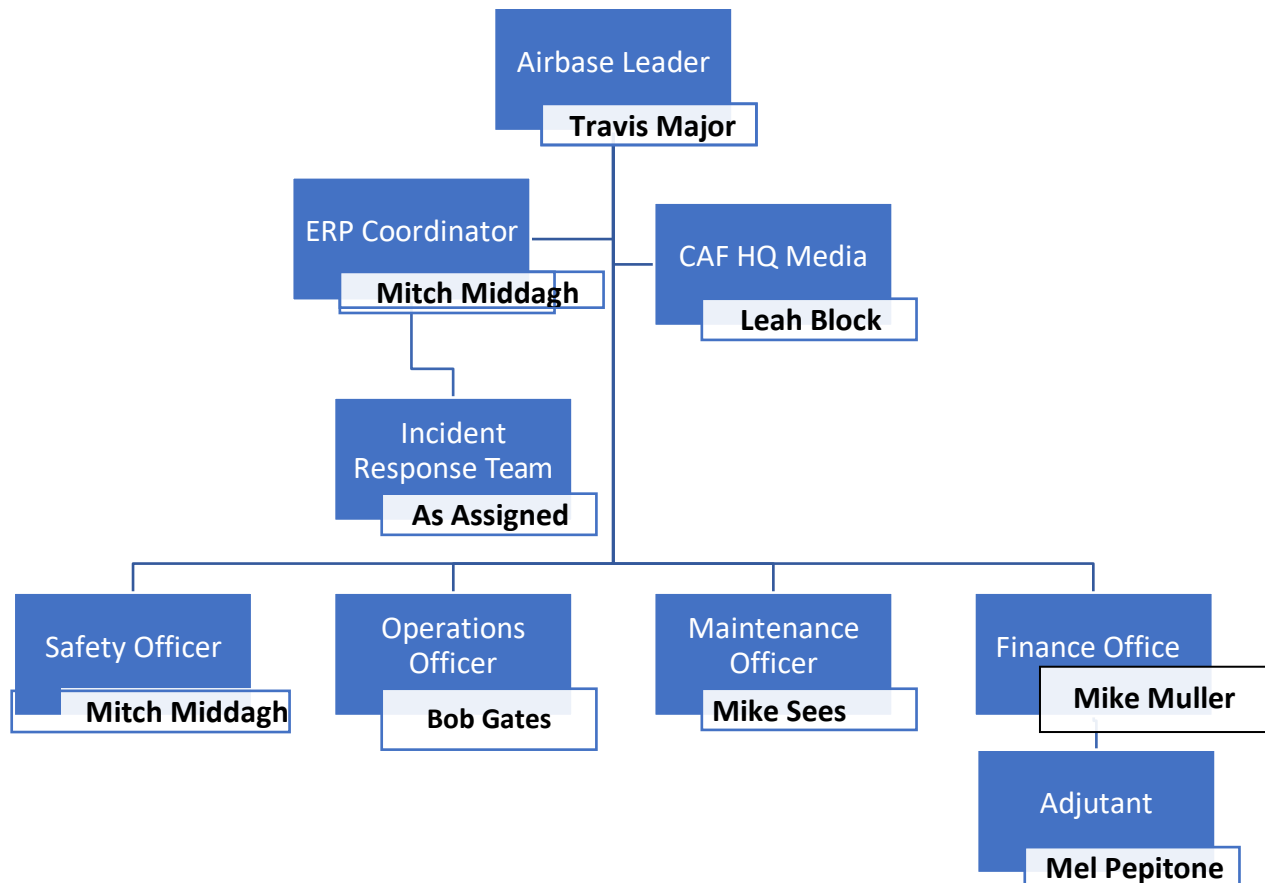 Airbase Leader
Travis Major
ERP Coordinator
Mitch Middagh
CAF HQ Media
Leah Block
Incident
Response Team
As Assigned
Safety Officer
Mitch Middagh
Operations
Officer
Bob Gates
Maintenance
Officer
Mike Sees
Finance Office
Mike Muller
Adjutant
Mel Pepitone